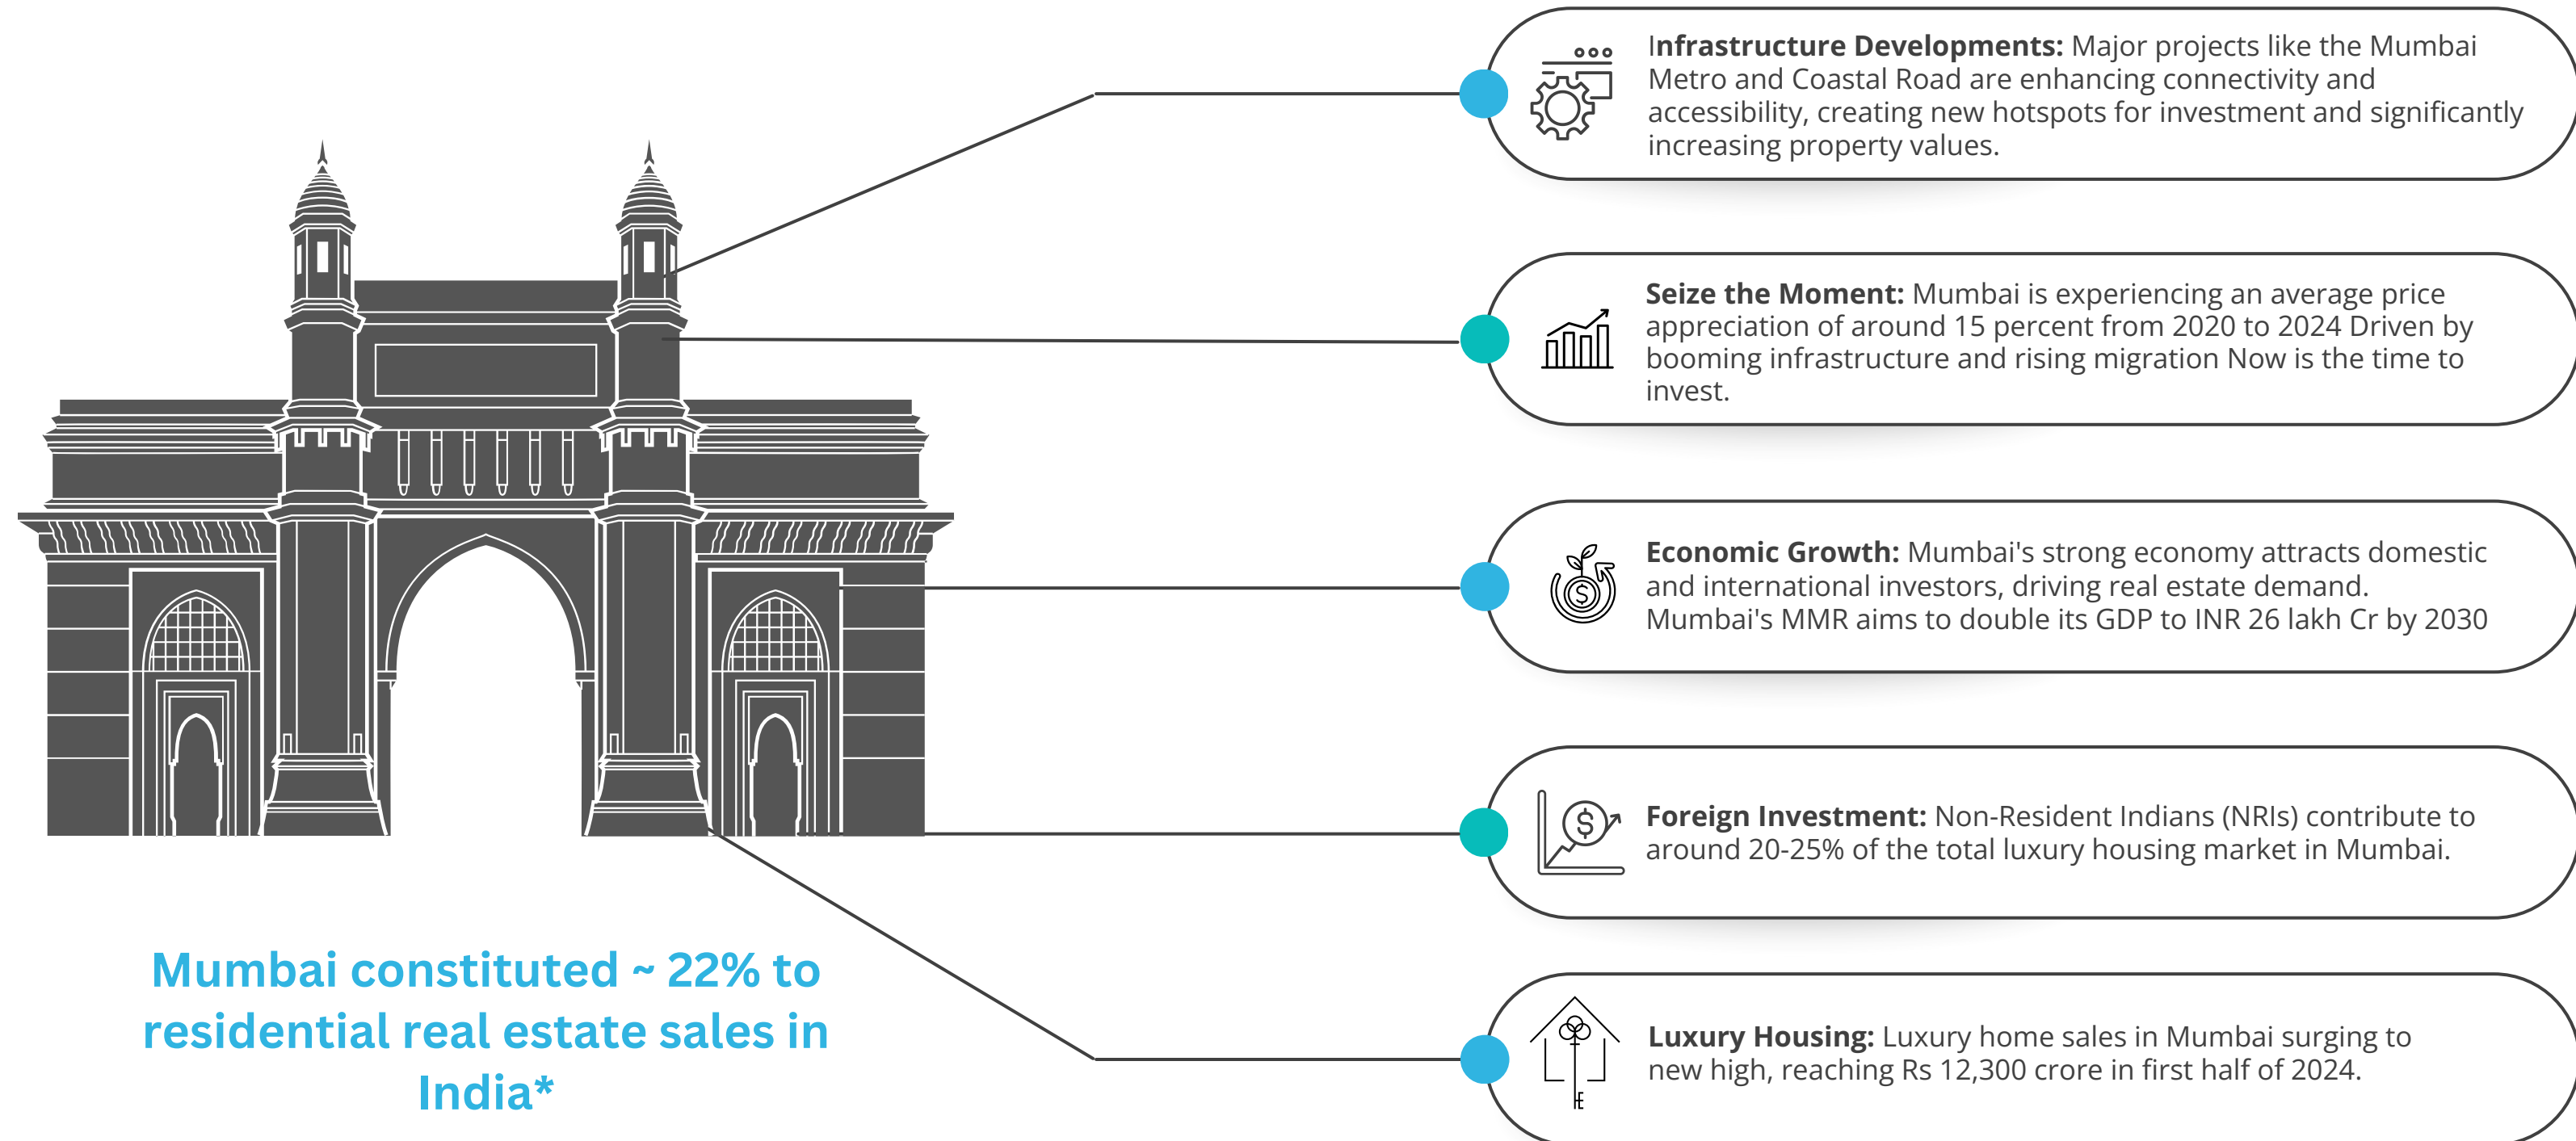 Infrastructure Developments: Major projects like the Mumbai
Metro and Coastal Road are enhancing connectivity and
accessibility, creating new hotspots for investment and significantly
increasing property values.
Seize the Moment: Mumbai is experiencing an average price
appreciation of around 15 percent from 2020 to 2024 Driven by
booming infrastructure and rising migration Now is the time to
invest.
Economic Growth: Mumbai's strong economy attracts domestic
and international investors, driving real estate demand.
Mumbai's MMR aims to double its GDP to INR 26 lakh Cr by 2030
Foreign Investment: Non-Resident Indians (NRIs) contribute to
around 20-25% of the total luxury housing market in Mumbai.
Luxury Housing: Luxury home sales in Mumbai surging to
new high, reaching Rs 12,300 crore in first half of 2024.
Mumbai constituted ~ 22% to
residential real estate sales in
India*